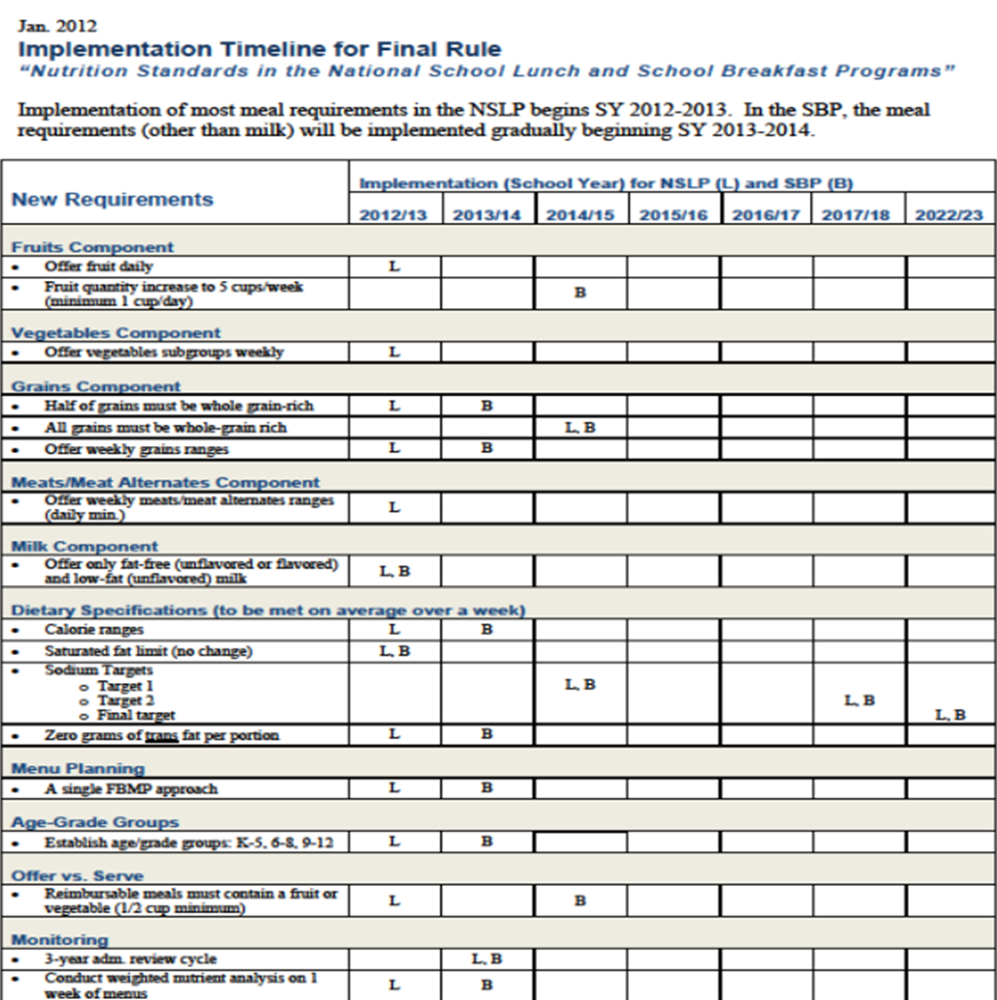 Jan. 2012
Implementation Timeline for Final Rule
“Nutrition Standards in the National School Lunch and School Breakfast Programs”
Implementation of most meal requirements in the NSLP begins SY 2012-2013. In the SBP, the meal
requirements (other than milk) will be implemented gradually beginning SY 2013-2014.
New Requirements
Implementation (School Year) for NSLP (L) and SBP (B)
2012/13 2013/14 2014/15 2015/16 2016/17 2017/18 2022/23
Fruits Component
• Offer fruit daily L
• Fruit quantity increase to 5 cups/week
(minimum 1 cup/day) B
Vegetables Component
• Offer vegetables subgroups weekly L
Grains Component
• Half of grains must be whole grain-rich L B
• All grains must be whole-grain rich L, B
• Offer weekly grains ranges L B
Meats/Meat Alternates Component
• Offer weekly meats/meat alternates ranges
(daily min.) L
Milk Component
• Offer only fat-free (unflavored or flavored)
and low-fat (unflavored) milk L, B
Dietary Specifications (to be met on average over a week)
• Calorie ranges L B
• Saturated fat limit (no change) L, B
• Sodium Targets
o Target 1 L, B
o Target 2 L, B
o Final target L, B
• Zero grams of trans fat per portion L B
Menu Planning
• A single FBMP approach L B
Age-Grade Groups
• Establish age/grade groups: K-5, 6-8, 9-12 L B
Offer vs. Serve
• Reimbursable meals must contain a fruit or
vegetable (1/2 cup minimum) L B
Monitoring
• 3-year adm. review cycle L, B
• Conduct weighted nutrient analysis on 1
week of menus L B